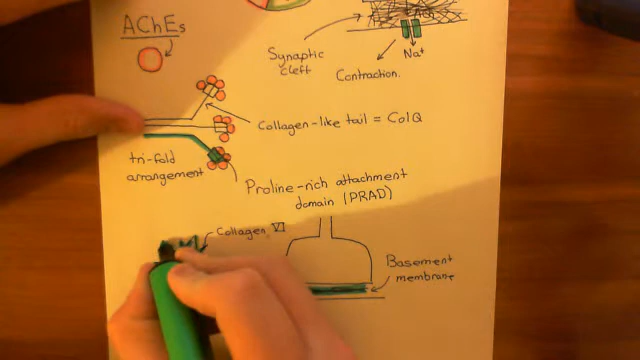 AChEs
Synaptic
cleft
Na⁺
Contraction.
Collagen-like tail = ColQ
tri-fold
arrangement
Proline-rich attachment
domain (PRAD)
Collagen VI
Basement
membrane